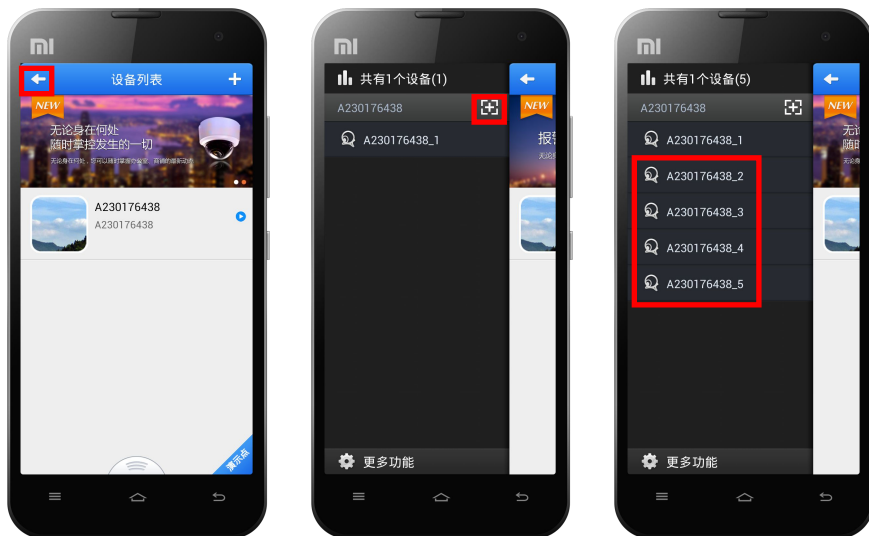 mi
设备列表
NEW
无论身在何处
随时掌控发生的一切
A230176438
A230176438
演示点
mi
共有1个设备(1)
A230176438
A230176438_1
NEW
更多功能
mi
共有1个设备(5)
A230176438
A230176438_1
A230176438_2
A230176438_3
A230176438_4
A230176438_5
NEW
更多功能